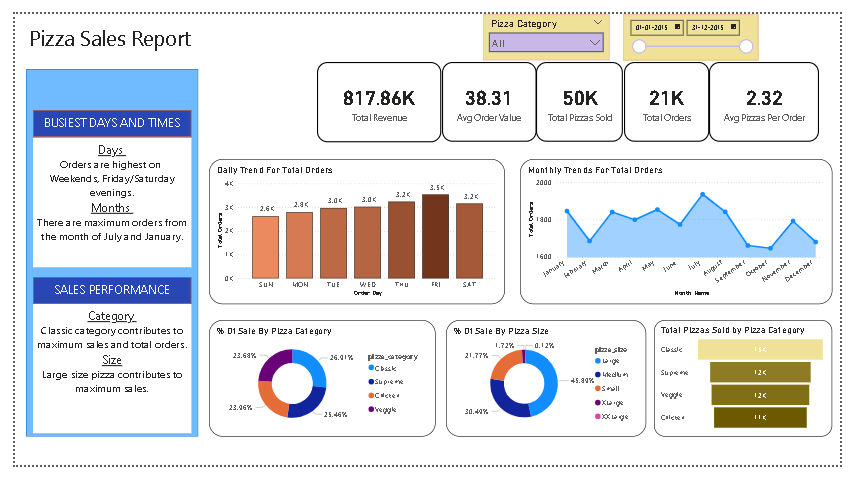 Pizza Sales Report
Pizza Category
All
01-01-2015
31-12-2015
BUSIEST DAYS AND TIMES
Days
Orders are highest on
Weekends, Friday/Saturday
evenings.
Months
There are maximum orders from
the month of July and January.
SALES PERFORMANCE
Category
Classic category contributes to
maximum sales and total orders.
Size
Large size pizza contributes to
maximum sales.
817.86K
Total Revenue
38.31
Avg Order Value
50K
Total Pizzas Sold
21K
Total Orders
2.32
Avg Pizzas Per Order
Daily Trend For Total Orders
Total Orders
4K
3K
2K
1K
0K
2.6K
2.8K
3.0K
3.0K
3.2K
3.5K
3.2K
SUN
MON
TUE
WED
THU
FRI
SAT
Order Day
Monthly Trends For Total Orders
Total Orders
2000
1800
1600
January
February
March
April
May
June
July
August
September
October
November
December
Month Name
% Of Sale By Pizza Category
23.68%
26.91%
23.96%
25.46%
pizza_category
Classic
Supreme
Chicken
Veggie
% Of Sale By Pizza Size
1.72%
0.12%
21.77%
45.89%
30.49%
pizza_size
Large
Medium
Small
X Large
XX Large
Total Pizzas Sold by Pizza Category
Classic
15K
Supreme
12K
Veggie
12K
Chicken
11K